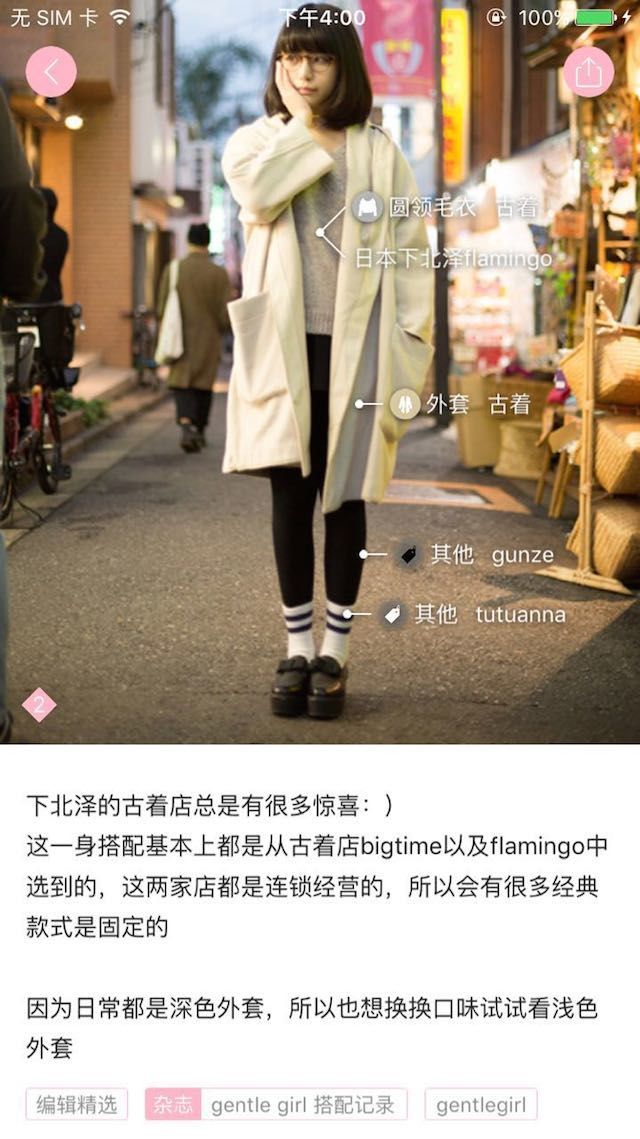 无 SIM 卡 下午4:00 100%
圆领毛衣 古着
日本下北泽flamingo
外套 古着
其他 gunze
其他 tutuanna
2
下北泽的古着店总是有很多惊喜：）
这一身搭配基本上都是从古着店bigtime以及flamingo中
选到的，这两家店都是连锁经营的，所以会有很多经典
款式是固定的
因为日常都是深色外套，所以也想换换口味试试看浅色
外套
编辑精选 杂志 gentle girl 搭配记录 gentlegirl